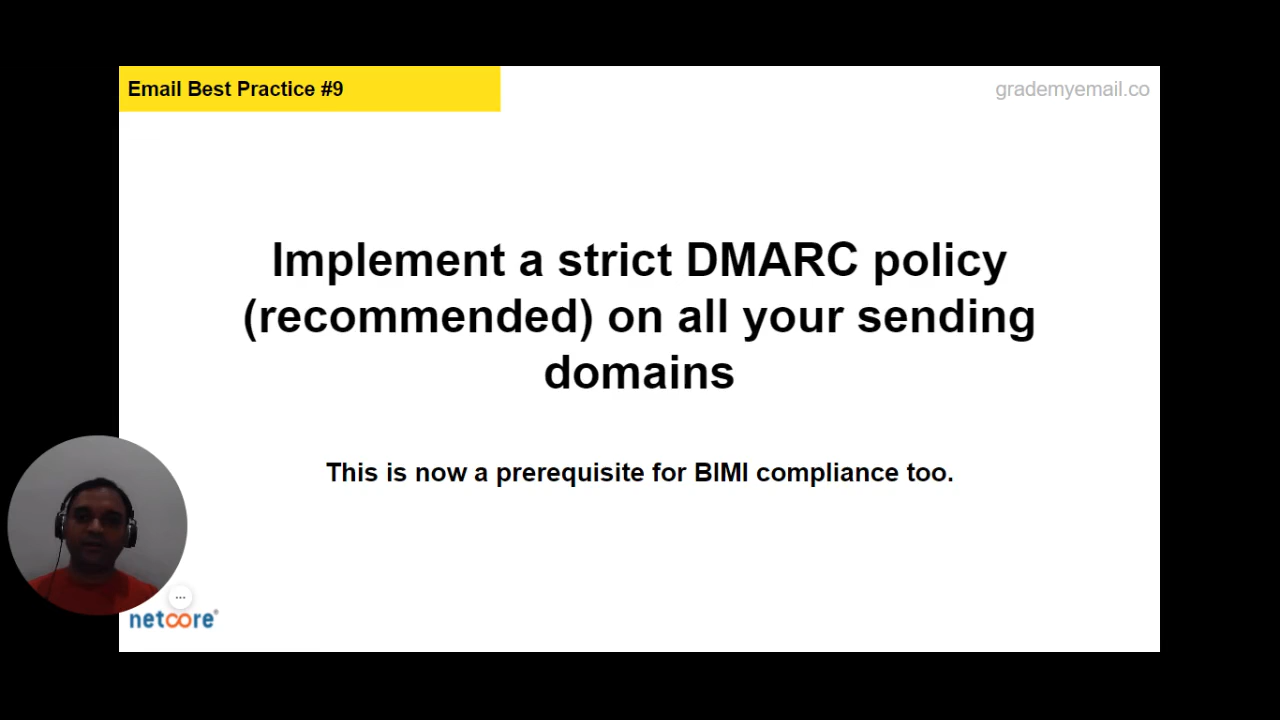 Email Best Practice #9
grademyemail.co
Implement a strict DMARC policy
(recommended) on all your sending
domains
This is now a prerequisite for BIMI compliance too.
...
netcore®